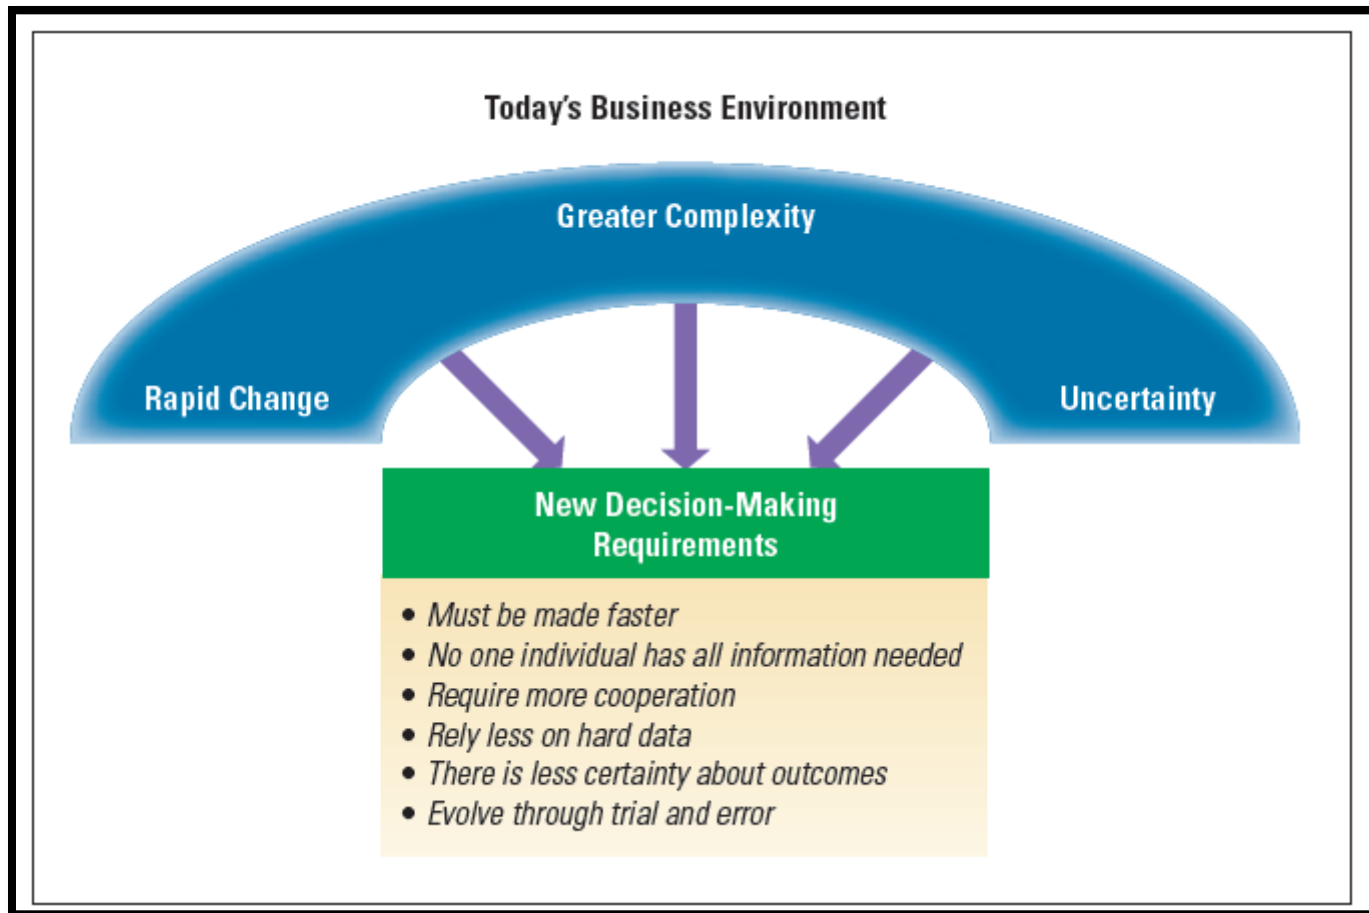 Today's Business Environment
Greater Complexity
Rapid Change
Uncertainty
New Decision-Making
Requirements
• Must be made faster
• No one individual has all information needed
• Require more cooperation
• Rely less on hard data
• There is less certainty about outcomes
• Evolve through trial and error